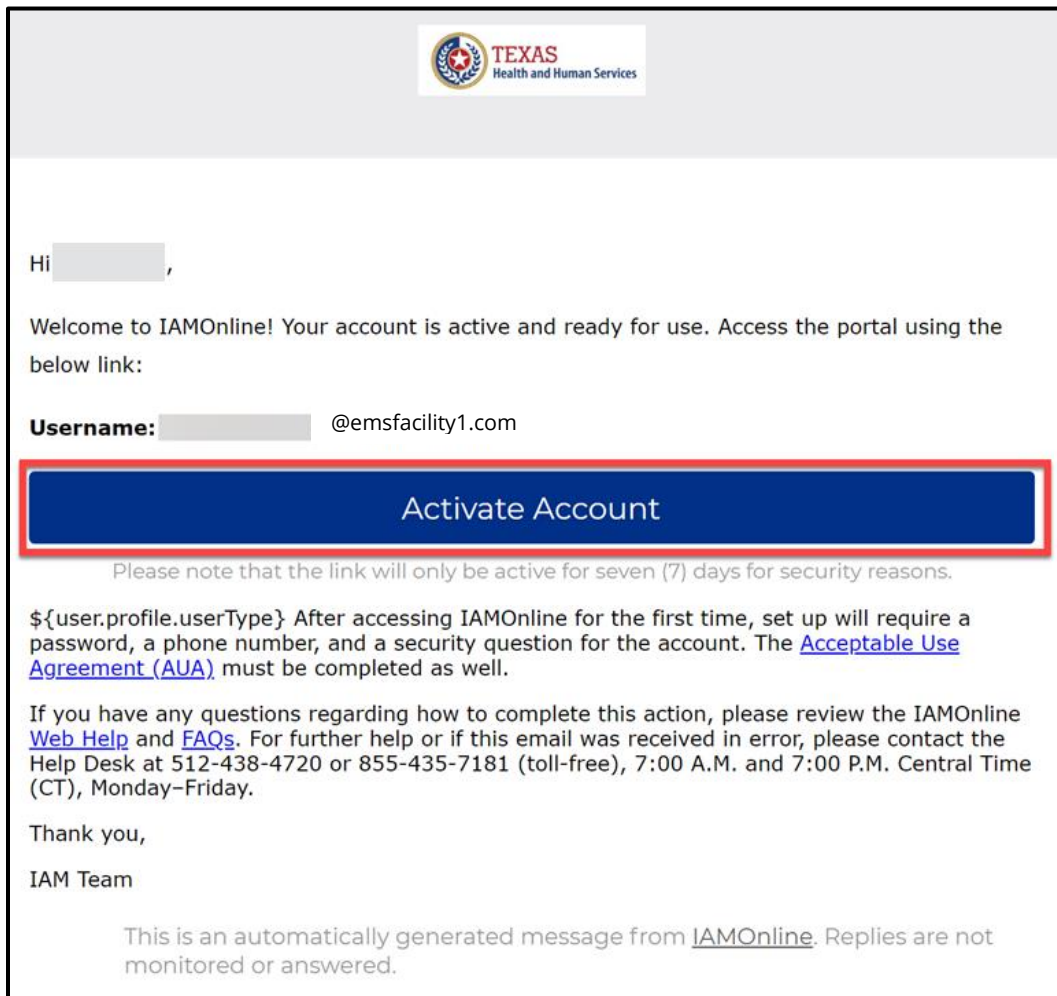 TEXAS
Health and Human Services
Hi ,
Welcome to IAMOnline! Your account is active and ready for use. Access the portal using the
below link:
Username: @emsfacility1.com
Activate Account
Please note that the link will only be active for seven (7) days for security reasons.
${user.profile.userType} After accessing IAMOnline for the first time, set up will require a
password, a phone number, and a security question for the account. The Acceptable Use
Agreement (AUA) must be completed as well.
If you have any questions regarding how to complete this action, please review the IAMOnline
Web Help and FAQs. For further help or if this email was received in error, please contact the
Help Desk at 512-438-4720 or 855-435-7181 (toll-free), 7:00 A.M. and 7:00 P.M. Central Time
(CT), Monday–Friday.
Thank you,
IAM Team
This is an automatically generated message from IAMOnline. Replies are not
monitored or answered.